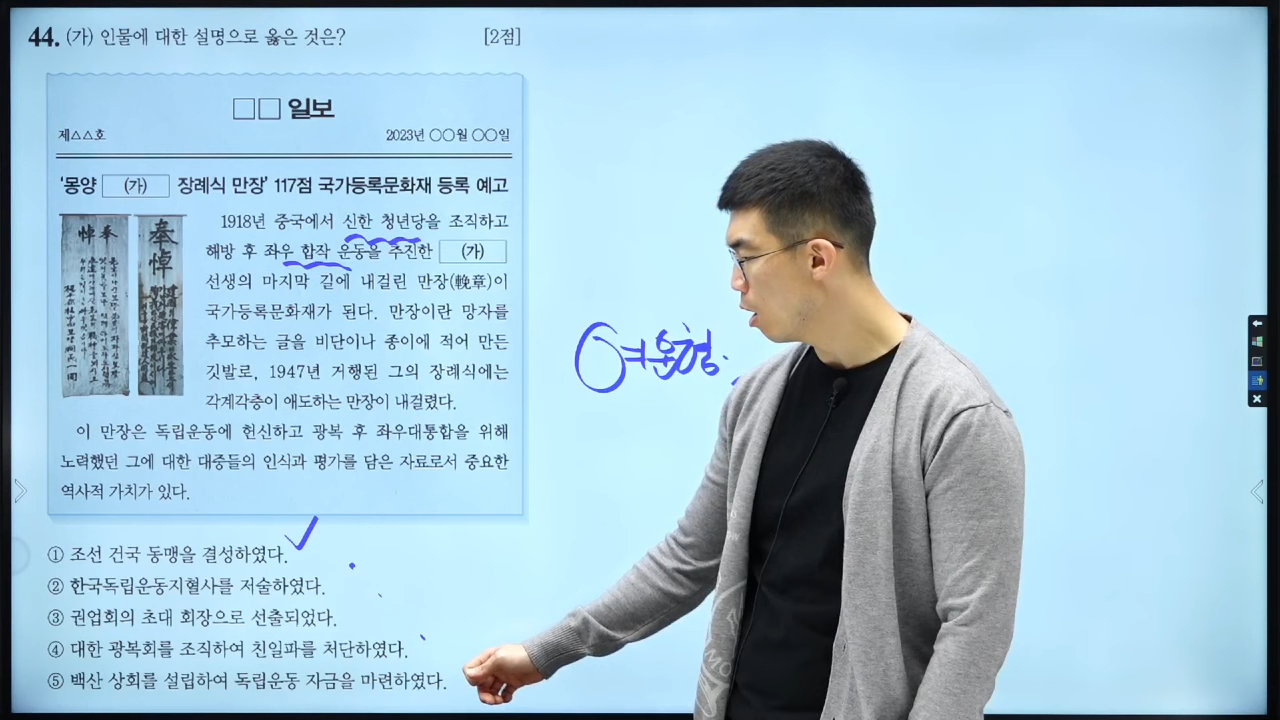 44. (가) 인물에 대한 설명으로 옳은 것은? [2점]
□□ 일보
제△△호 2023년 ○○월 ○○일
'몽양 (가) 장례식 만장' 117점 국가등록문화재 등록 예고
奉悼
奉悼
1918년 중국에서 신한 청년당을 조직하고
해방 후 좌우 합작 운동을 추진한 (가)
선생의 마지막 길에 내걸린 만장(輓章)이
국가등록문화재가 된다. 만장이란 망자를
추모하는 글을 비단이나 종이에 적어 만든
깃발로, 1947년 거행된 그의 장례식에는
각계각층이 애도하는 만장이 내걸렸다.
이 만장은 독립운동에 헌신하고 광복 후 좌우대통합을 위해
노력했던 그에 대한 대중들의 인식과 평가를 담은 자료로서 중요한
역사적 가치가 있다.
여운형
① 조선 건국 동맹을 결성하였다.
② 한국독립운동지혈사를 저술하였다.
③ 권업회의 초대 회장으로 선출되었다.
④ 대한 광복회를 조직하여 친일파를 처단하였다.
⑤ 백산 상회를 설립하여 독립운동 자금을 마련하였다.